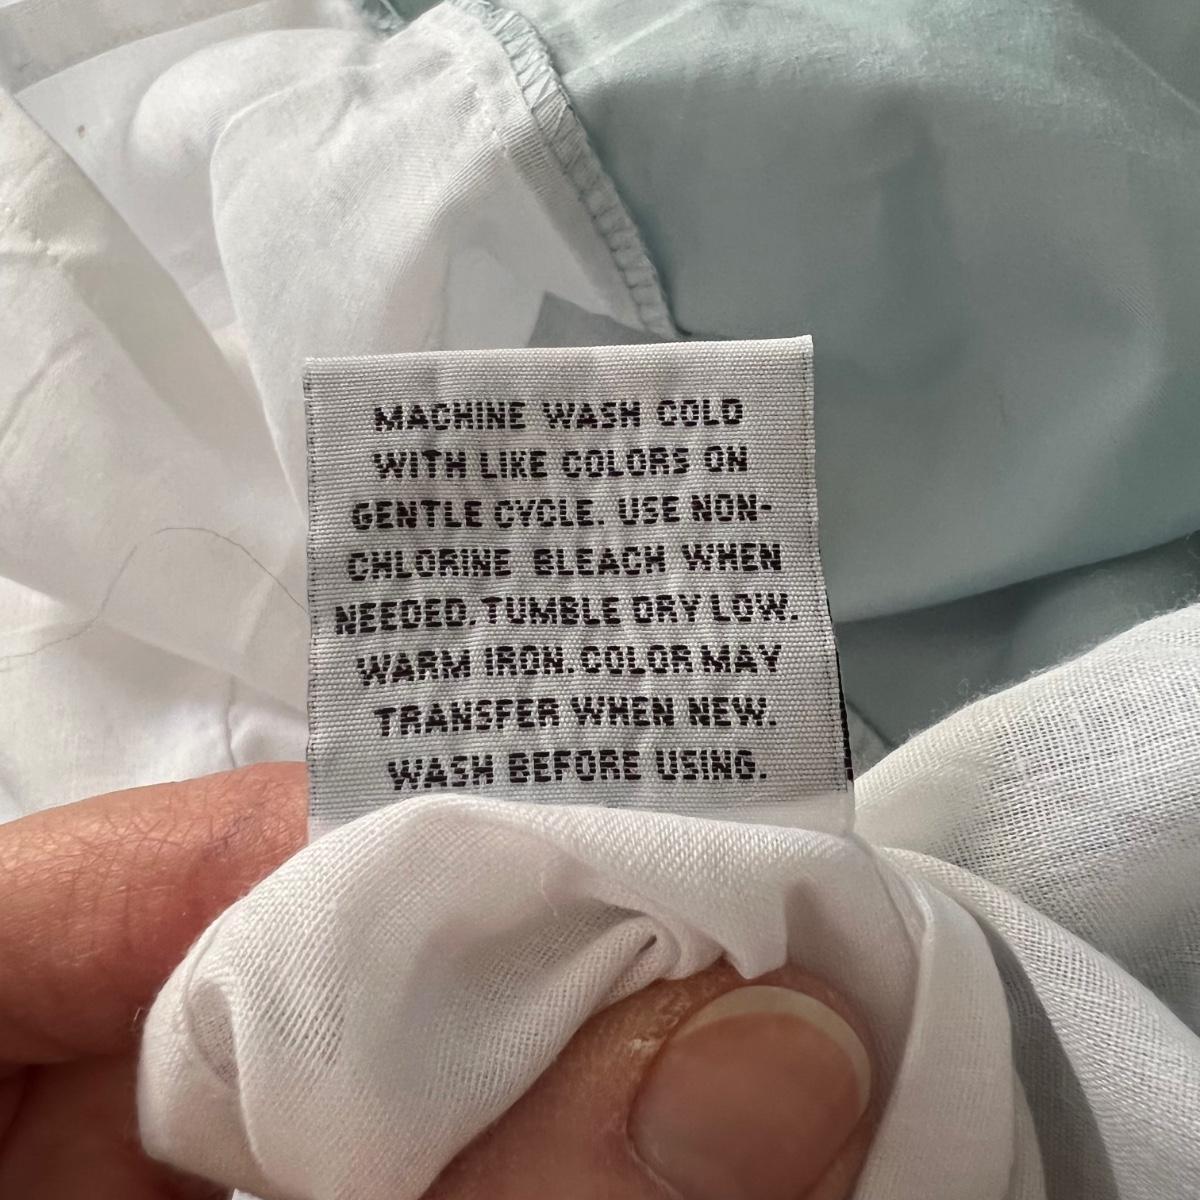 MACHINE WASH COLD
WITH LIKE COLORS ON
GENTLE CYCLE. USE NON-
CHLORINE BLEACH WHEN
NEEDED. TUMBLE DRY LOW.
WARM IRON. COLOR MAY
TRANSFER WHEN NEW.
WASH BEFORE USING.